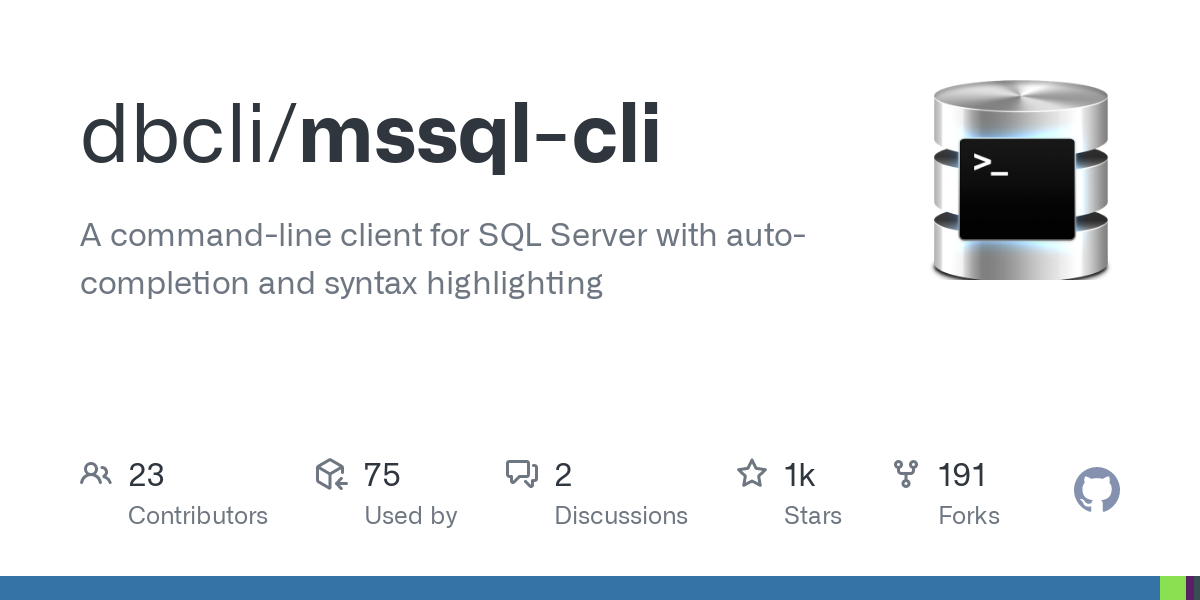 dbcli/mssql-cli
>_
A command-line client for SQL Server with auto-
completion and syntax highlighting
23
Contributors
75
Used by
2
Discussions
1k
Stars
191
Forks